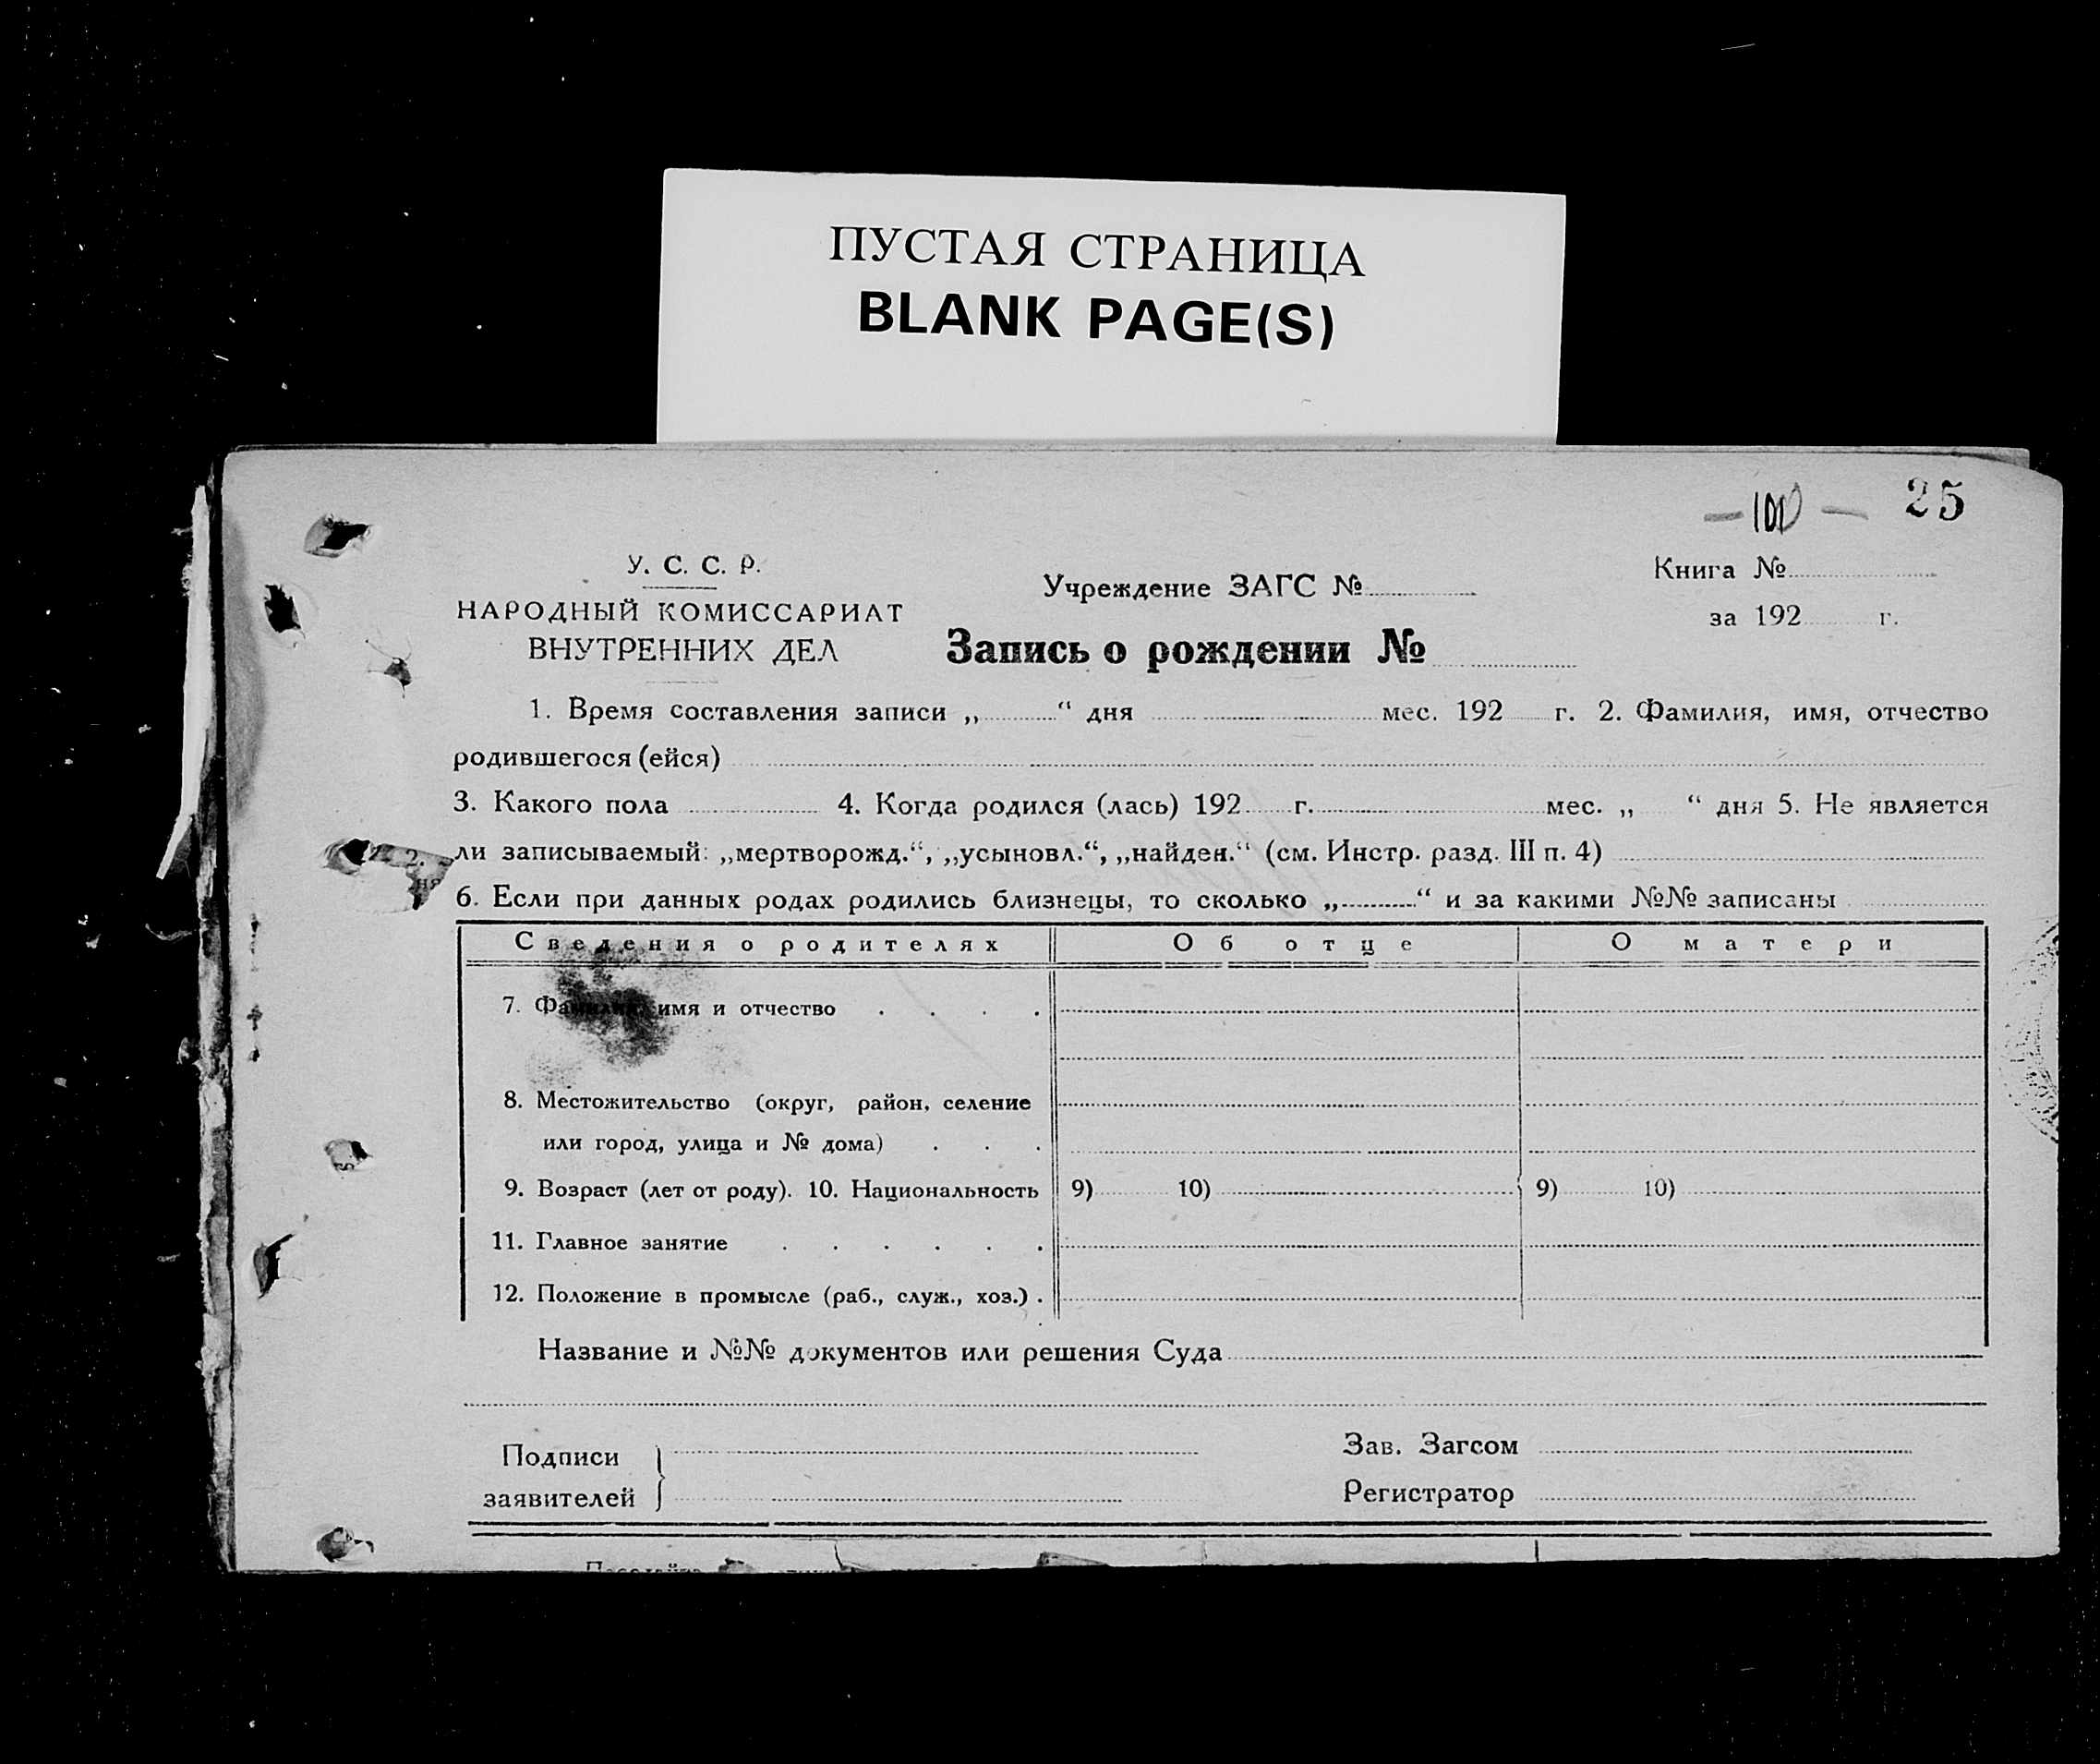 ПУСТАЯ СТРАНИЦА
BLANK PAGE(S)
25
У. С. С. Р.
НАРОДНЫЙ КОМИССАРИАТ
ВНУТРЕННИХ ДЕЛ
Учреждение ЗАГС №
Запись о рождении №
Книга №
за 192 г.
1. Время составления записи „ “ дня мес. 192 г. 2. Фамилия, имя, отчество
родившегося (ейся)
3. Какого пола 4. Когда родился (лась) 192 г. мес. „ “ дня 5. Не является
ли записываемый: „мертворожд.“, „усыновл.“, „найден.“ (см. Инстр. разд. III п. 4)
6. Если при данных родах родились близнецы, то сколько „ “ и за какими №№ записаны
Сведения о родителях Об отце О матери
7. Фамилия, имя и отчество
8. Местожительство (округ, район, селение
или город, улица и № дома)
9. Возраст (лет от роду). 10. Национальность 9) 10) 9) 10)
11. Главное занятие
12. Положение в промысле (раб., служ., хоз.)
Название и №№ документов или решения Суда
Подписи
заявителей
Зав. Загсом
Регистратор